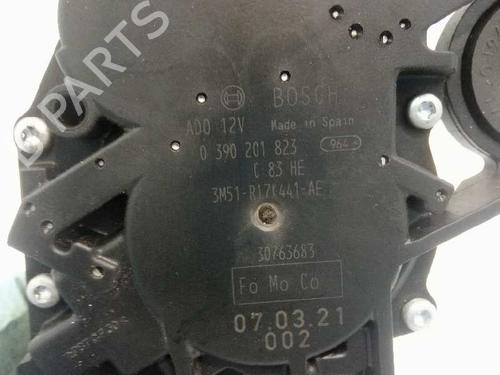 BOSCH
AD0 12V Made in Spain
0 390 201 823 964
C 83 HE
3M51-R17K441-AE
30763683
Fo Mo Co
07.03.21
002